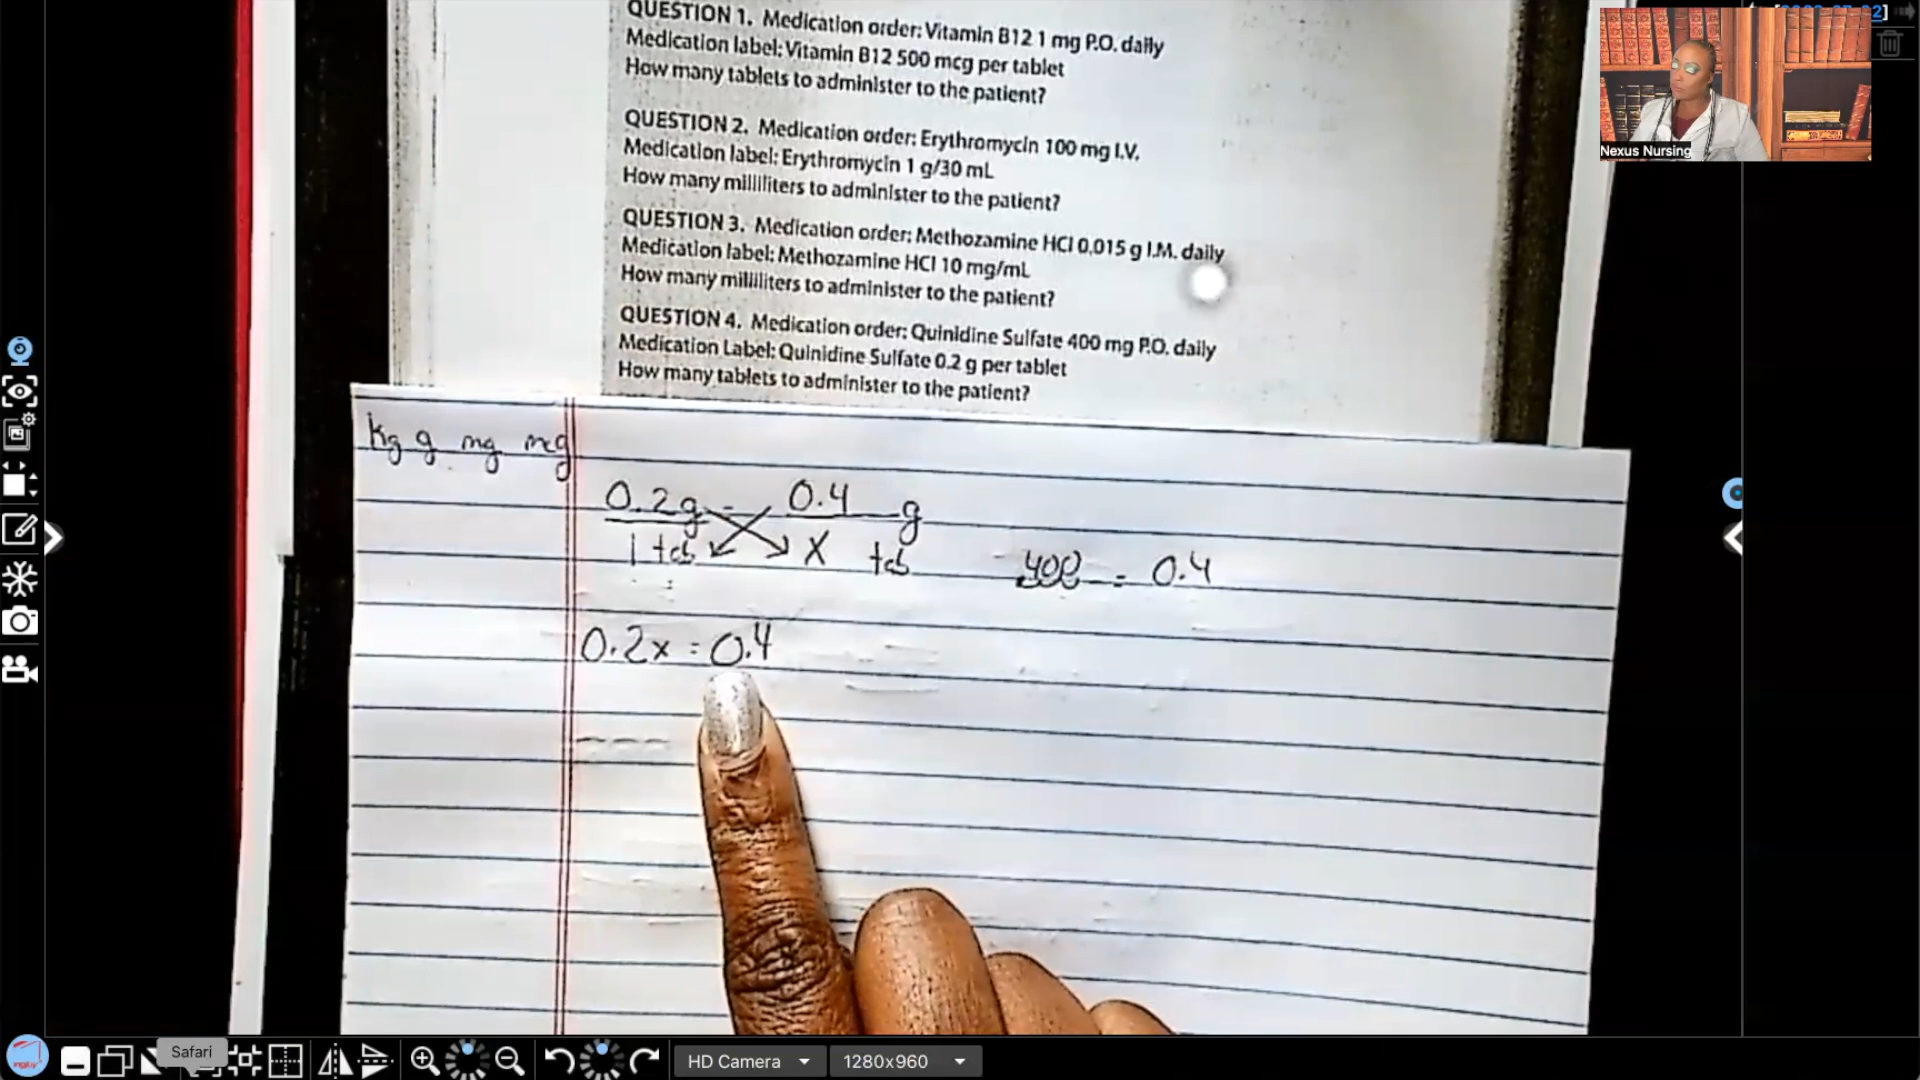 QUESTION 1. Medication order: Vitamin B12 1 mg P.O. daily
Medication label: Vitamin B12 500 mcg per tablet
How many tablets to administer to the patient?
QUESTION 2. Medication order: Erythromycin 100 mg I.V.
Medication label: Erythromycin 1 g/30 mL
How many milliliters to administer to the patient?
QUESTION 3. Medication order: Methozamine HCl 0.015 g I.M. daily
Medication label: Methozamine HCl 10 mg/mL
How many milliliters to administer to the patient?
QUESTION 4. Medication order: Quinidine Sulfate 400 mg P.O. daily
Medication Label: Quinidine Sulfate 0.2 g per tablet
How many tablets to administer to the patient?
Nexus Nursing
kg g mg mcg
0.2g = 0.4 g
1 tab X tab
400 = 0.4
0.2x = 0.4
Safari
HD Camera
1280x960